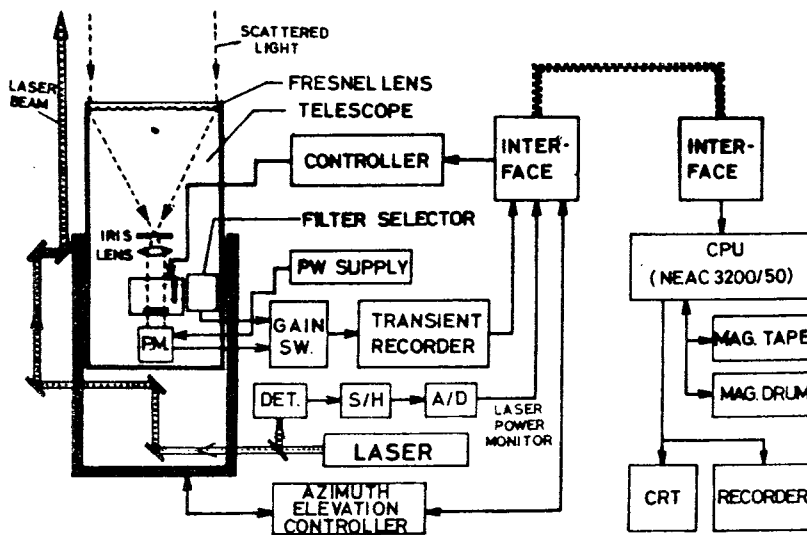 SCATTERED
LIGHT
LASER
BEAM
FRESNEL LENS
TELESCOPE
CONTROLLER
INTER-
FACE
INTER-
FACE
FILTER SELECTOR
IRIS
LENS
PW SUPPLY
CPU
(NEAC 3200/50)
P.M.
GAIN
SW.
TRANSIENT
RECORDER
MAG. TAPE
MAG. DRUM
DET.
S/H
A/D
LASER
POWER
MONITOR
LASER
AZIMUTH
ELEVATION
CONTROLLER
CRT
RECORDER